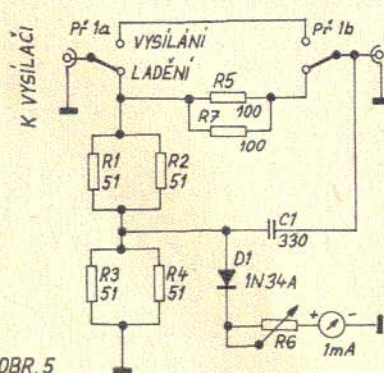 Př 1a
Př 1b
VYSÍLÁNÍ
LADĚNÍ
K VYSÍLAČI
R5
100
R7
100
R1
51
R2
51
C1
330
R3
51
R4
51
D1
1N34A
+
-
R6
1mA
OBR. 5